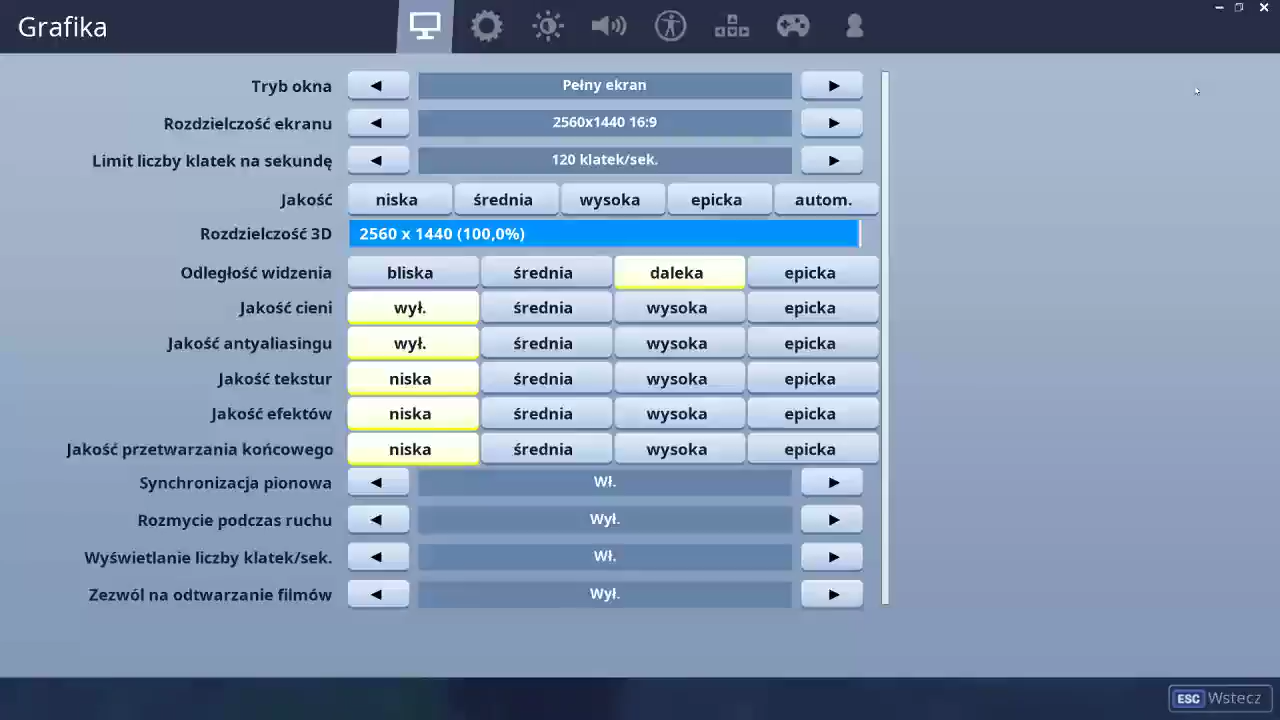 Grafika
Tryb okna ◄ Pełny ekran ►
Rozdzielczość ekranu ◄ 2560x1440 16:9 ►
Limit liczby klatek na sekundę ◄ 120 klatek/sek. ►
Jakość niska średnia wysoka epicka autom.
Rozdzielczość 3D 2560 x 1440 (100,0%)
Odległość widzenia bliska średnia daleka epicka
Jakość cieni wył. średnia wysoka epicka
Jakość antyaliasingu wył. średnia wysoka epicka
Jakość tekstur niska średnia wysoka epicka
Jakość efektów niska średnia wysoka epicka
Jakość przetwarzania końcowego niska średnia wysoka epicka
Synchronizacja pionowa ◄ Wł. ►
Rozmycie podczas ruchu ◄ Wył. ►
Wyświetlanie liczby klatek/sek. ◄ Wł. ►
Zezwól na odtwarzanie filmów ◄ Wył. ►
ESC Wstecz